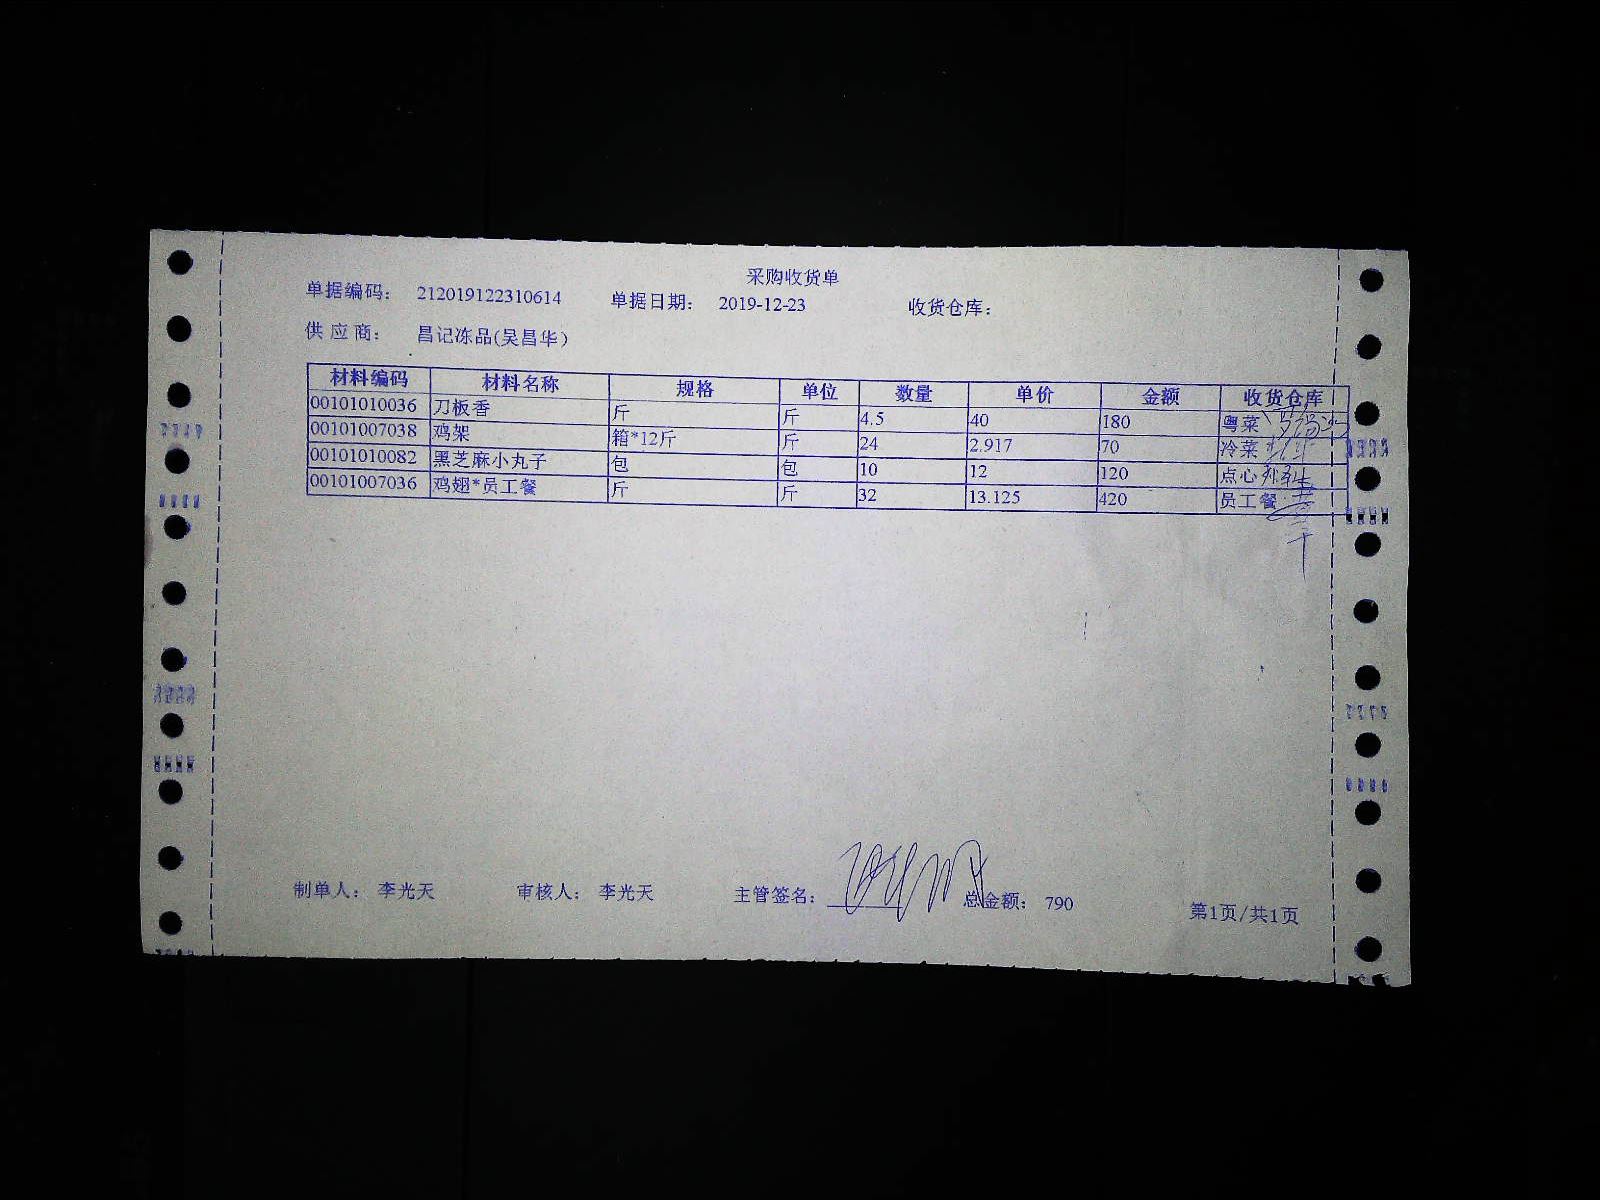 采购收货单
单据编码： 212019122310614 单据日期： 2019-12-23 收货仓库：
供 应 商： 昌记冻品(吴昌华)
材料编码 材料名称 规格 单位 数量 单价 金额 收货仓库
00101010036 刀板香 斤 斤 4.5 40 180 粤菜
00101007038 鸡架 箱*12斤 斤 24 2.917 70 冷菜
00101010082 黑芝麻小丸子 包 包 10 12 120 点心
00101007036 鸡翅*员工餐 斤 斤 32 13.125 420 员工餐
制单人： 李光天 审核人： 李光天 主管签名： 总金额： 790 第1页/共1页